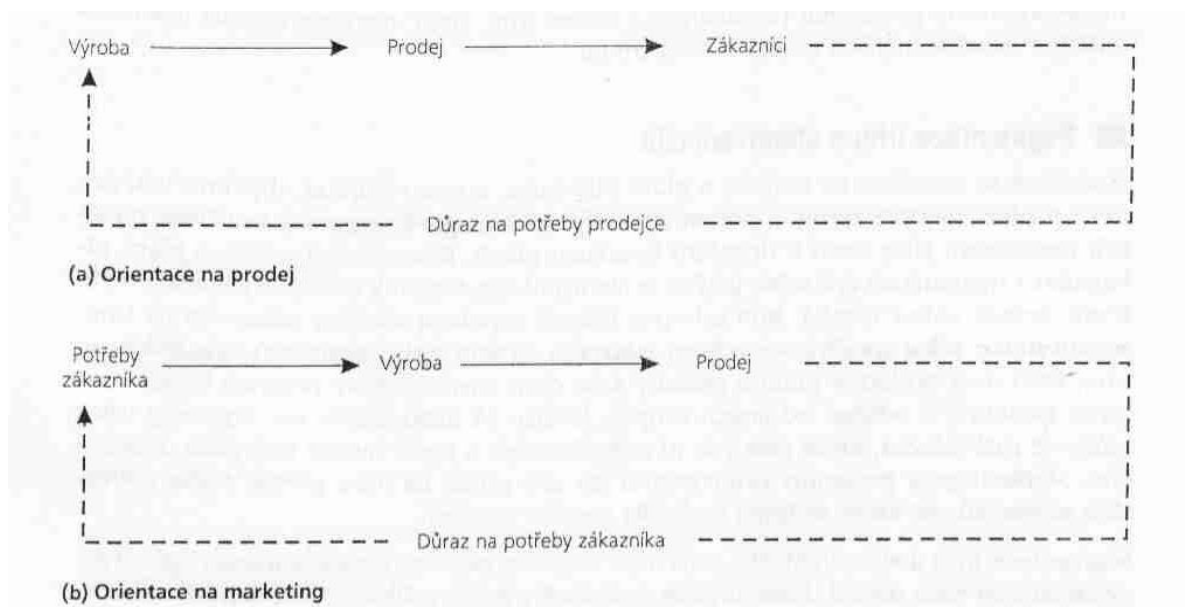 Výroba Prodej Zákazníci
Důraz na potřeby prodejce
(a) Orientace na prodej
Potřeby
zákazníka Výroba Prodej
Důraz na potřeby zákazníka
(b) Orientace na marketing